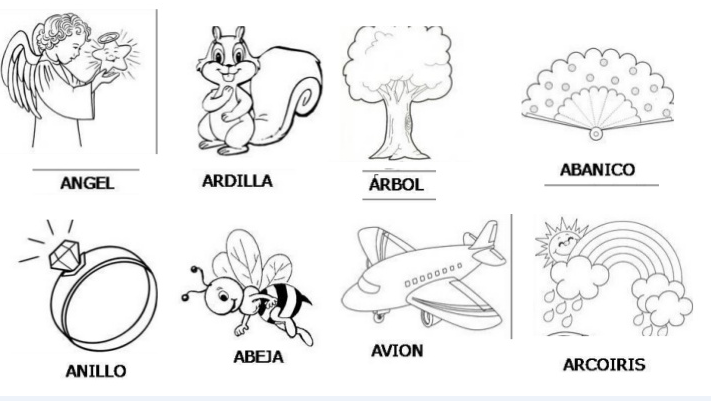 ANGEL
ARDILLA
ÁRBOL
ABANICO
ANILLO
ABEJA
AVION
ARCOIRIS